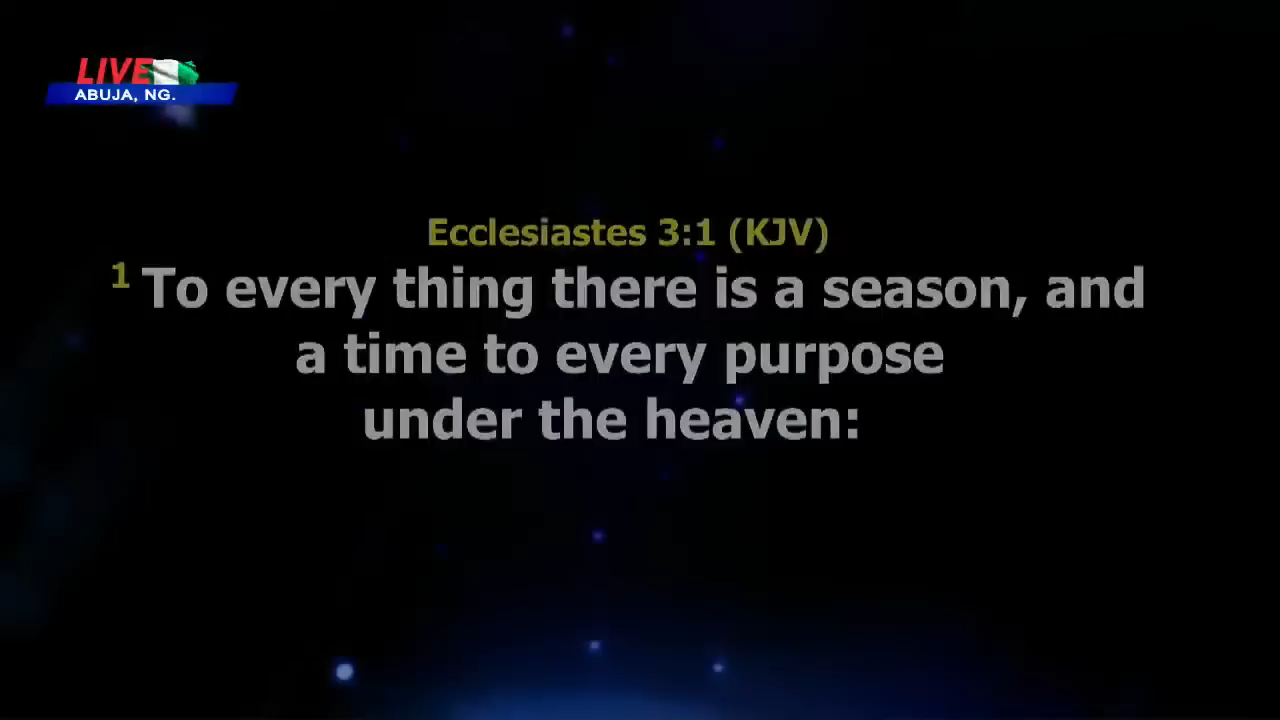 LIVE
ABUJA, NG.
Ecclesiastes 3:1 (KJV)
1 To every thing there is a season, and
a time to every purpose
under the heaven: